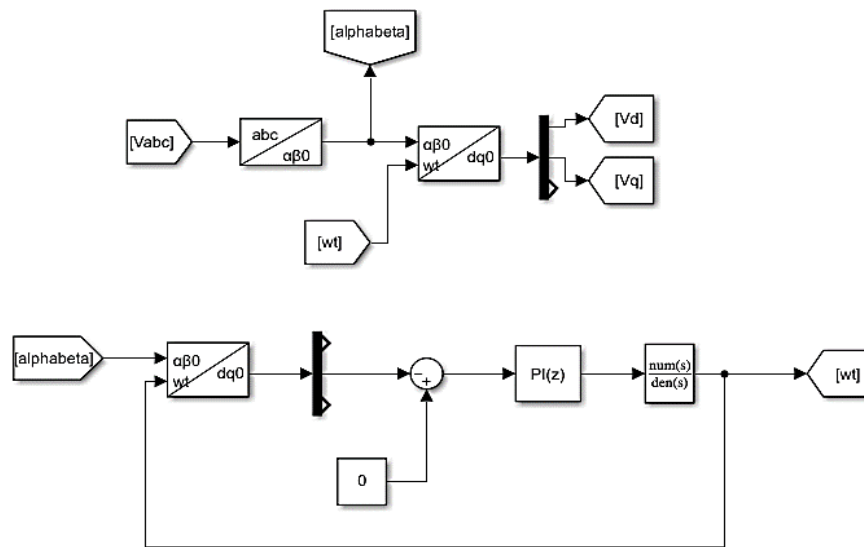 [alphabeta]
[Vabc]
abc
αβ0
αβ0
wt
dq0
[Vd]
[Vq]
[wt]
[alphabeta]
αβ0
wt
dq0
−
+
0
PI(z)
num(s)
den(s)
[wt]